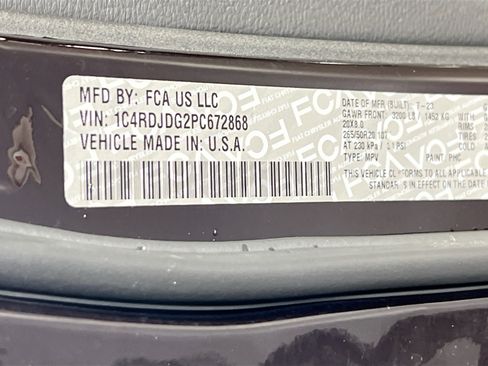 MFD BY: FCA US LLC
VIN: 1C4RDJDG2PC672868
VEHICLE MADE IN: U.S.A.
DATE OF MFR (BUILT): 7-23
GAWR FRONT: 3200 LB/ 1452 KG
20X8.0
265/50R20 107
AT 230 kPa / PSI
TYPE: MPV PAINT: PHC
THIS VEHICLE CONFORMS TO ALL APPLICABLE
STANDARDS IN EFFECT ON THE DATE OF M
TIRES
COLD
FCA